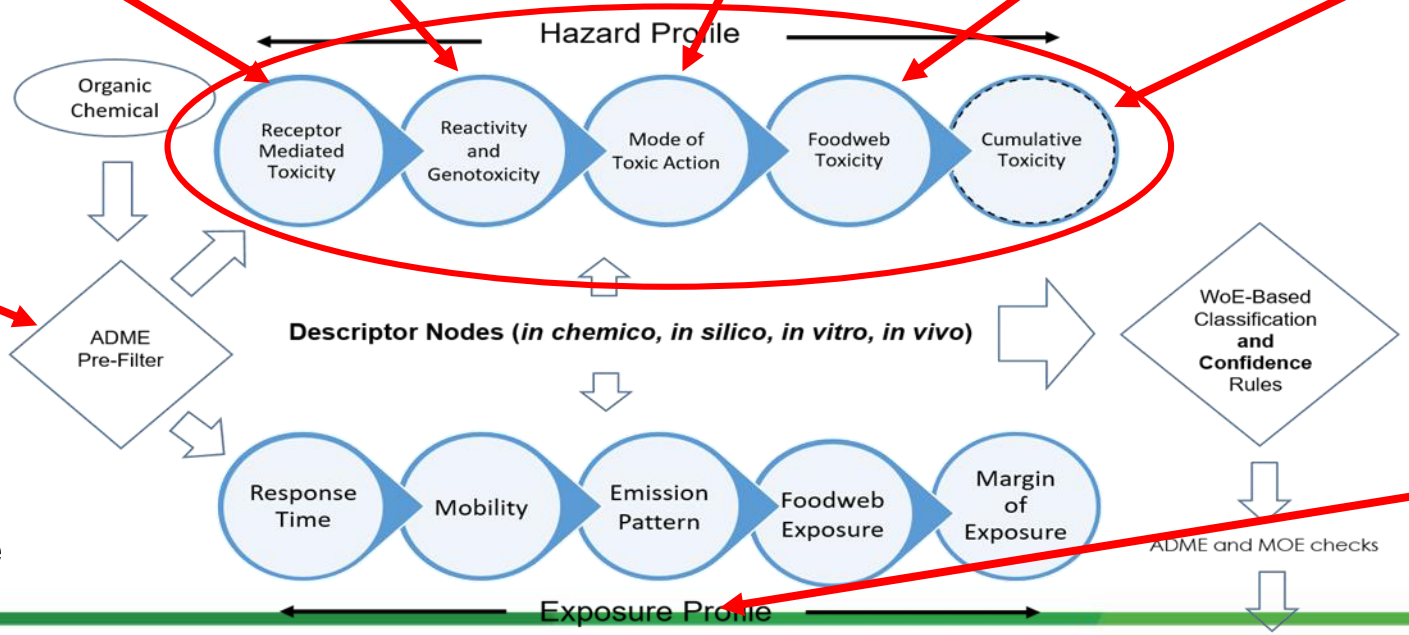 Hazard Profile
Organic
Chemical
Receptor
Mediated
Toxicity
Reactivity
and
Genotoxicity
Mode of
Toxic Action
Foodweb
Toxicity
Cumulative
Toxicity
ADME
Pre-Filter
Descriptor Nodes (in chemico, in silico, in vitro, in vivo)
WoE-Based
Classification
and
Confidence
Rules
Response
Time
Mobility
Emission
Pattern
Foodweb
Exposure
Margin
of
Exposure
ADME and MOE checks
e
Exposure Profile